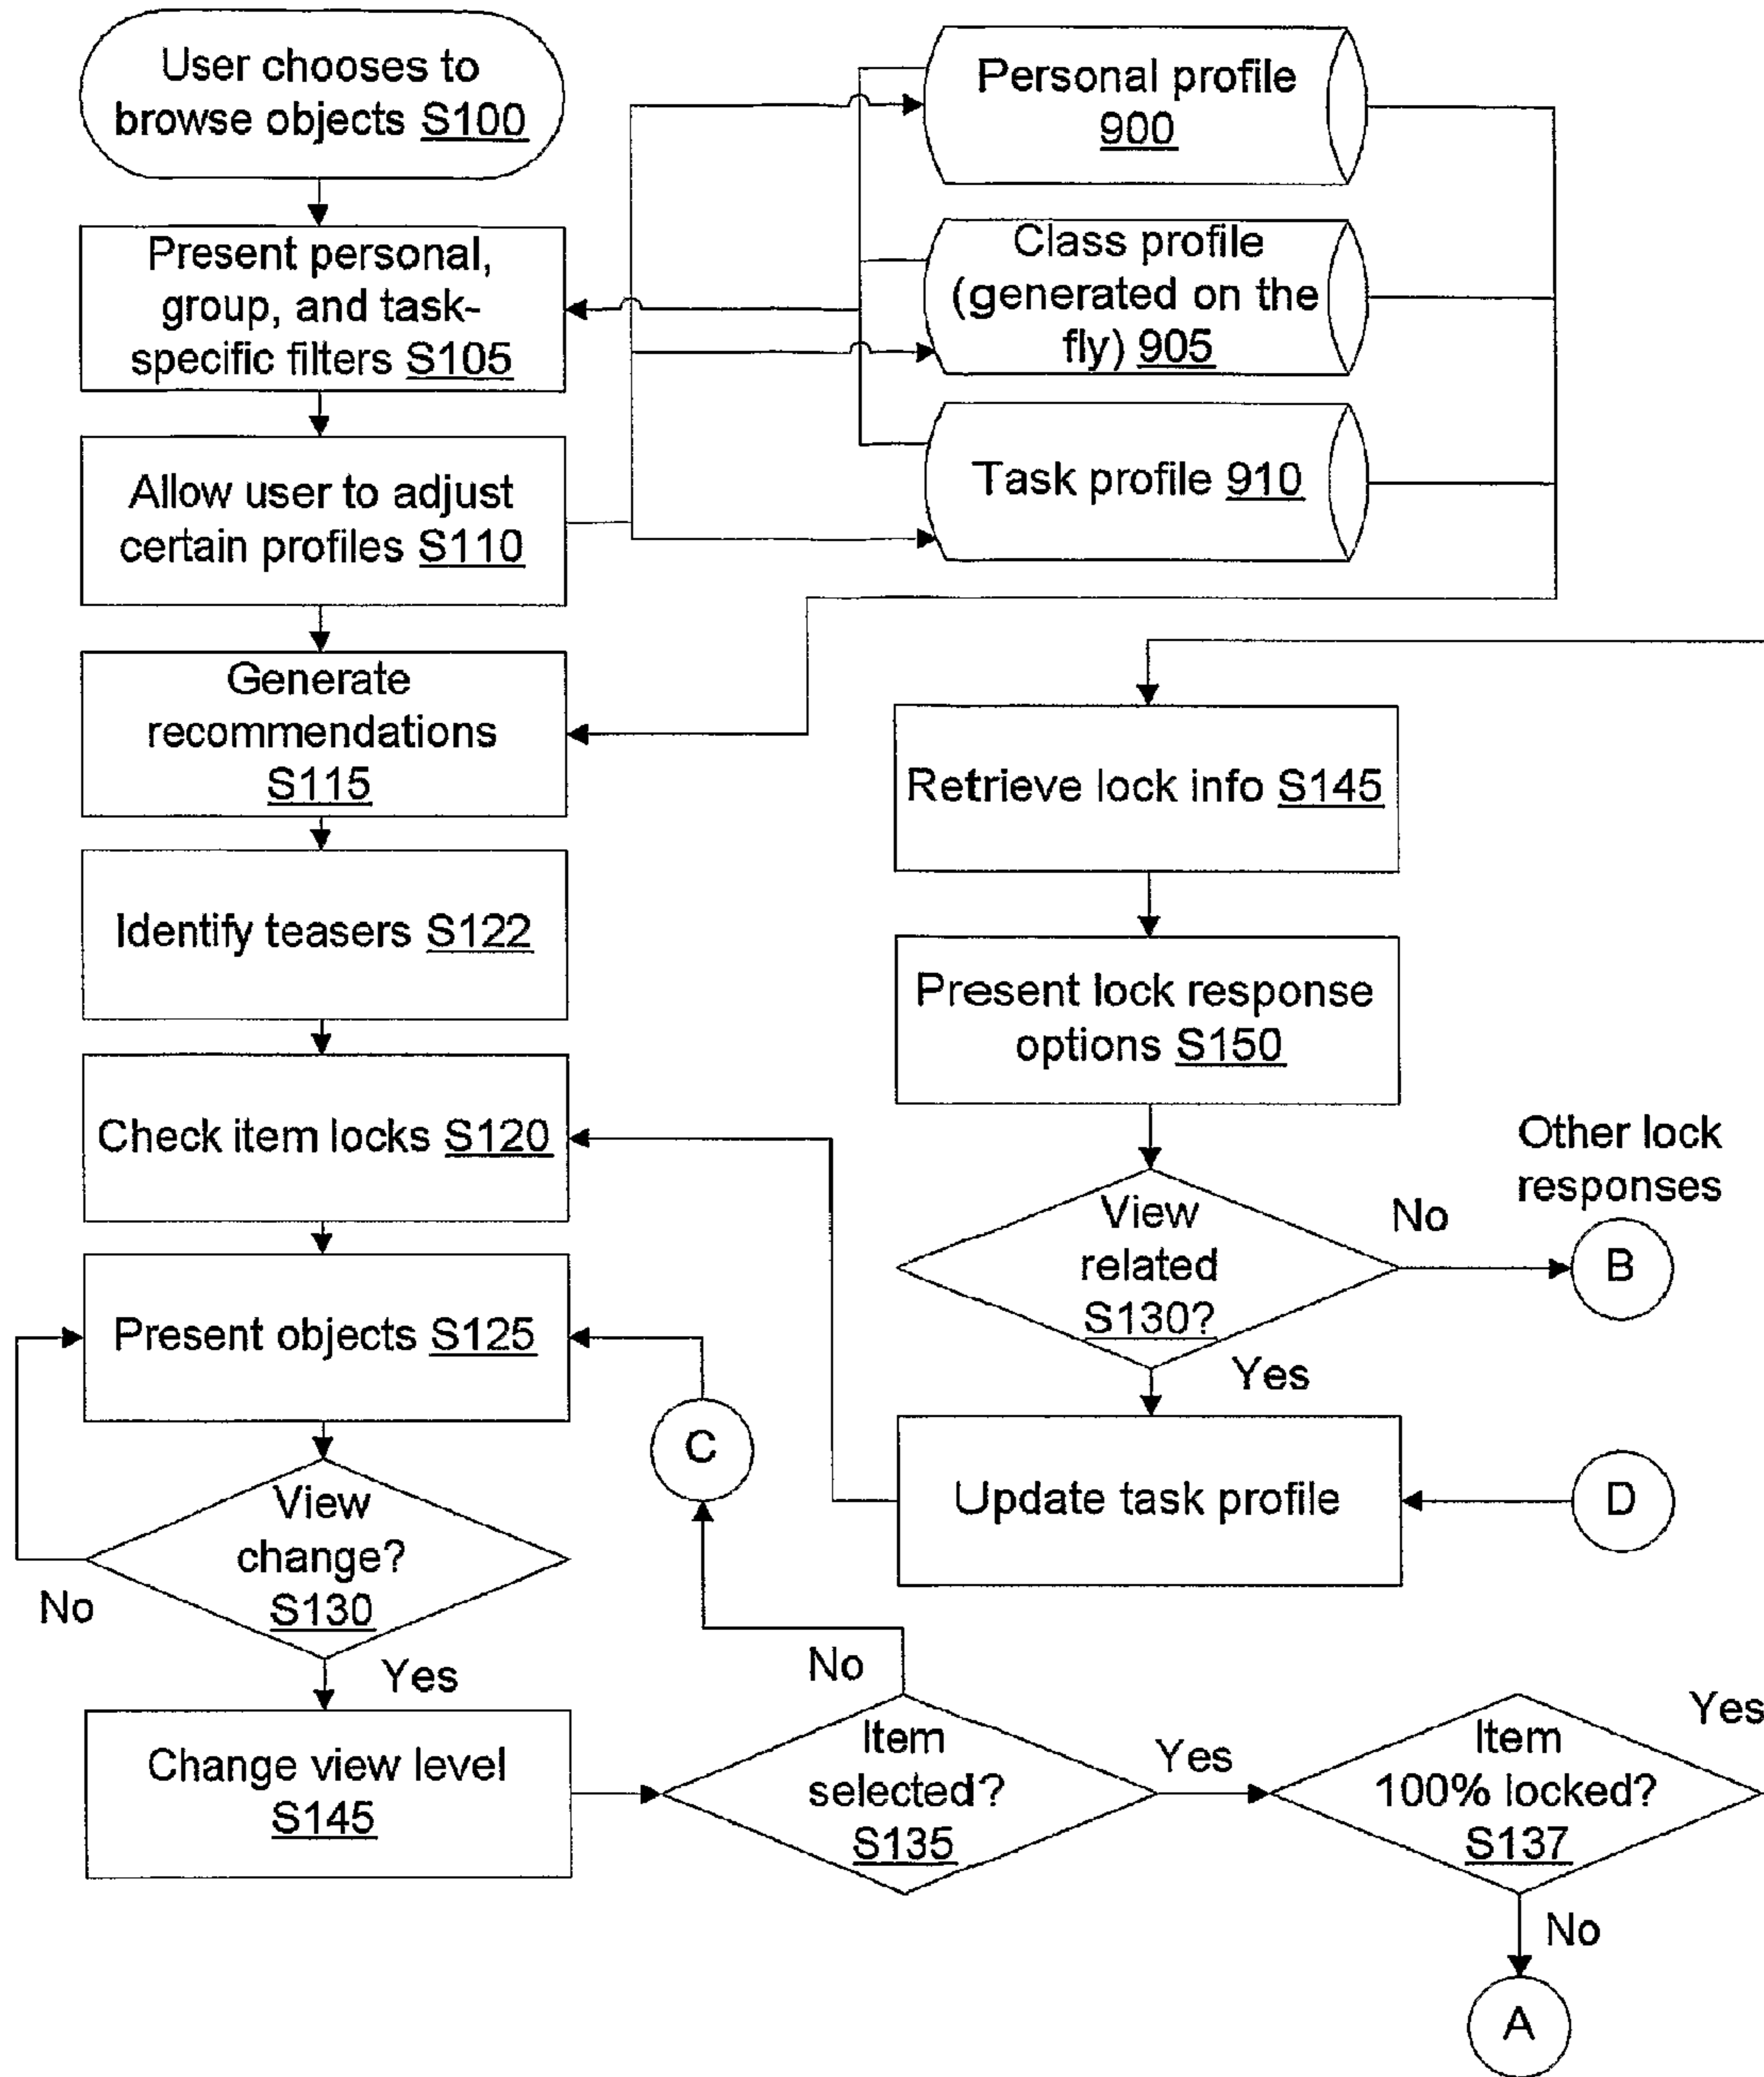 User chooses to
browse objects S100
Present personal,
group, and task-
specific filters S105
Allow user to adjust
certain profiles S110
Generate
recommendations
S115
Identify teasers S122
Check item locks S120
Present objects S125
View
change?
S130
No
Yes
Change view level
S145
Personal profile
900
Class profile
(generated on the
fly) 905
Task profile 910
Retrieve lock info S145
Present lock response
options S150
View
related
S130?
No
Other lock
responses
B
Yes
Update task profile
D
C
No
Item
selected?
S135
Yes
Item
100% locked?
S137
Yes
No
A